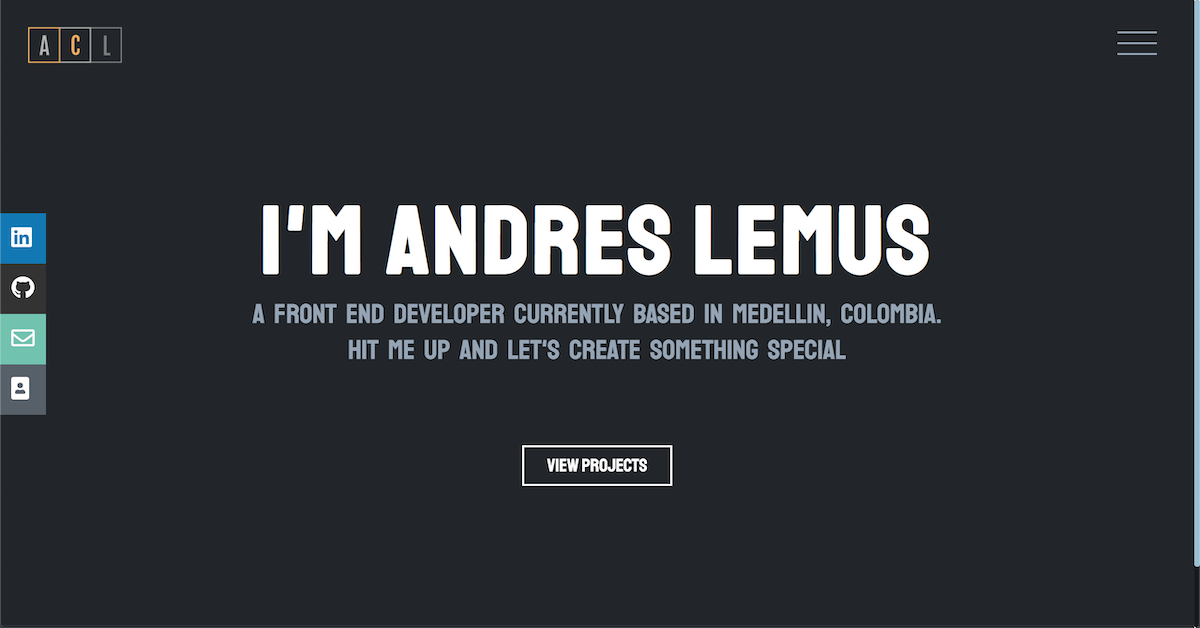 A C L
I'M ANDRES LEMUS
in
A FRONT END DEVELOPER CURRENTLY BASED IN MEDELLIN, COLOMBIA.
HIT ME UP AND LET'S CREATE SOMETHING SPECIAL
VIEW PROJECTS